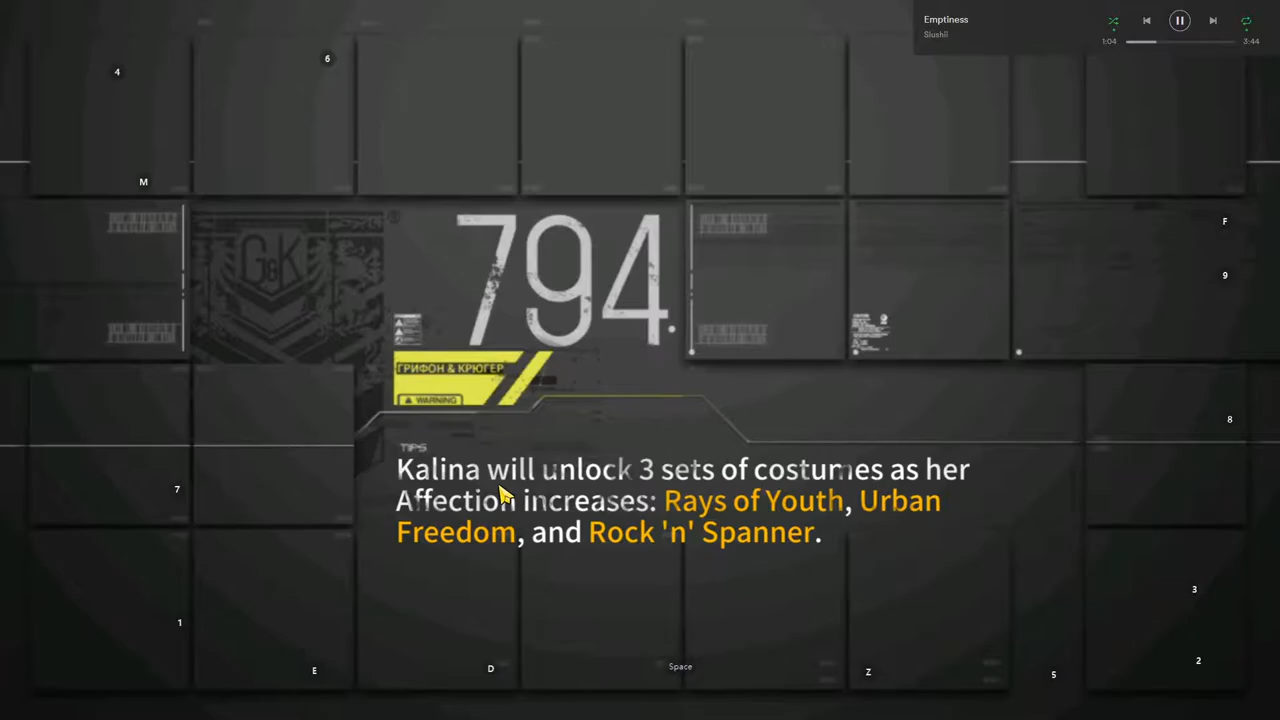 Emptiness
Slushii
1:04
3:44
4
6
M
F
9
G&K
794.
ГРИФОН & КРЮГЕР
WARNING
8
TIPS
Kalina will unlock 3 sets of costumes as her
Affection increases: Rays of Youth, Urban
Freedom, and Rock 'n' Spanner.
7
3
1
2
E
D
Space
Z
5